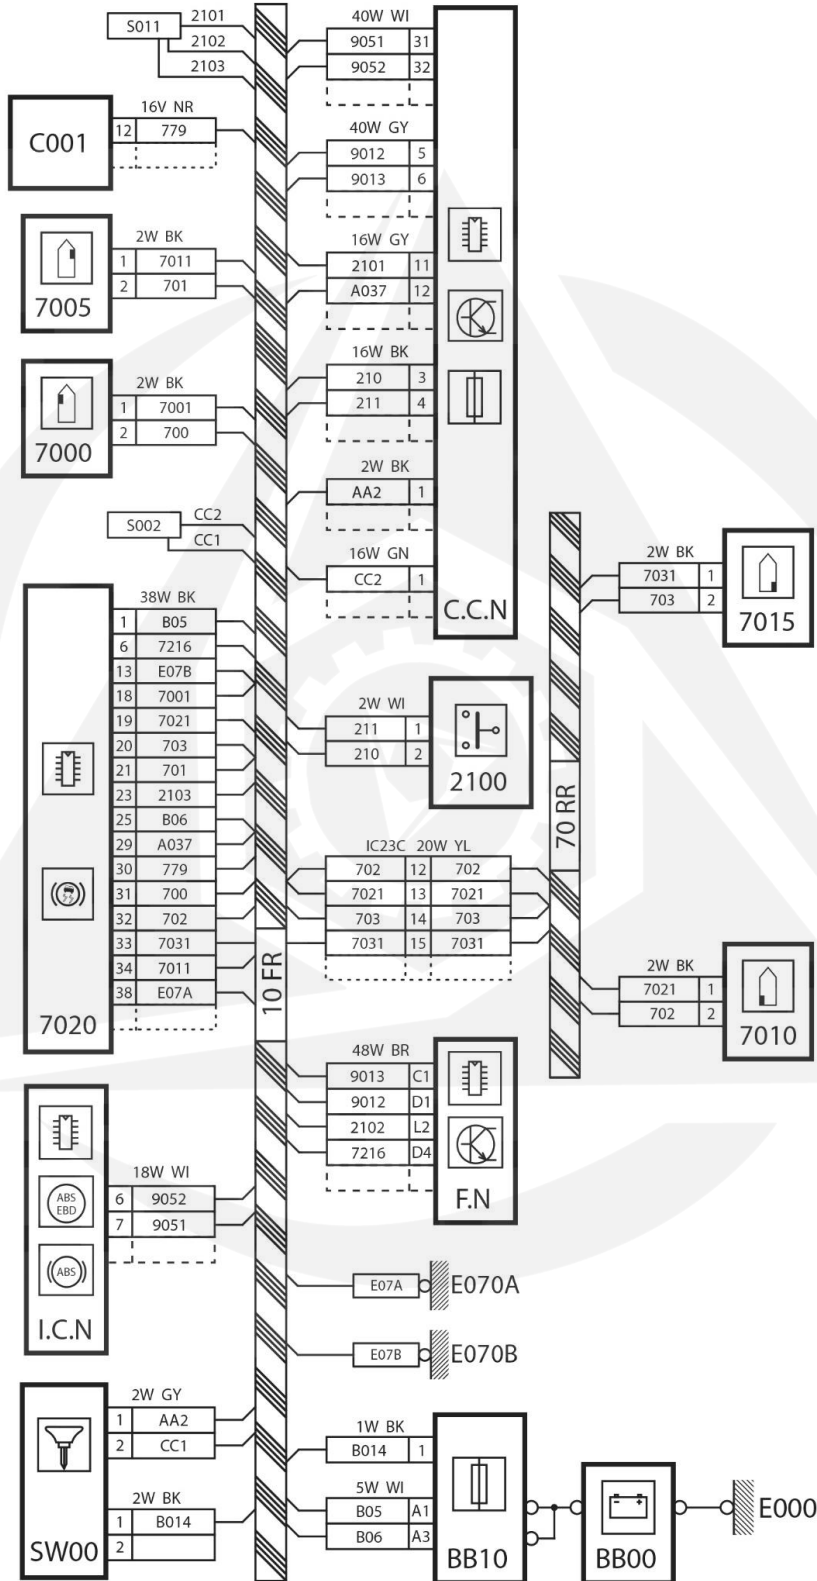 S011
2101
2102
2103
C001
16V NR
12 779
7005
2W BK
1 7011
2 701
7000
2W BK
1 7001
2 700
S002
CC2
CC1
7020
38W BK
1 B05
6 7216
13 E07B
18 7001
19 7021
20 703
21 701
23 2103
25 B06
29 A037
30 779
31 700
32 702
33 7031
34 7011
38 E07A
ABS
EBD
ABS
I.C.N
18W WI
6 9052
7 9051
SW00
2W GY
1 AA2
2 CC1
2W BK
1 B014
2
10 FR
40W WI
9051 31
9052 32
40W GY
9012 5
9013 6
16W GY
2101 11
A037 12
16W BK
210 3
211 4
2W BK
AA2 1
16W GN
CC2 1
C.C.N
2W WI
211 1
210 2
2100
IC23C 20W YL
702 12 702
7021 13 7021
703 14 703
7031 15 7031
48W BR
9013 C1
9012 D1
2102 L2
7216 D4
F.N
E07A E070A
E07B E070B
1W BK
B014 1
5W WI
B05 A1
B06 A3
BB10
BB00
E000
70 RR
2W BK
7031 1
703 2
7015
2W BK
7021 1
702 2
7010